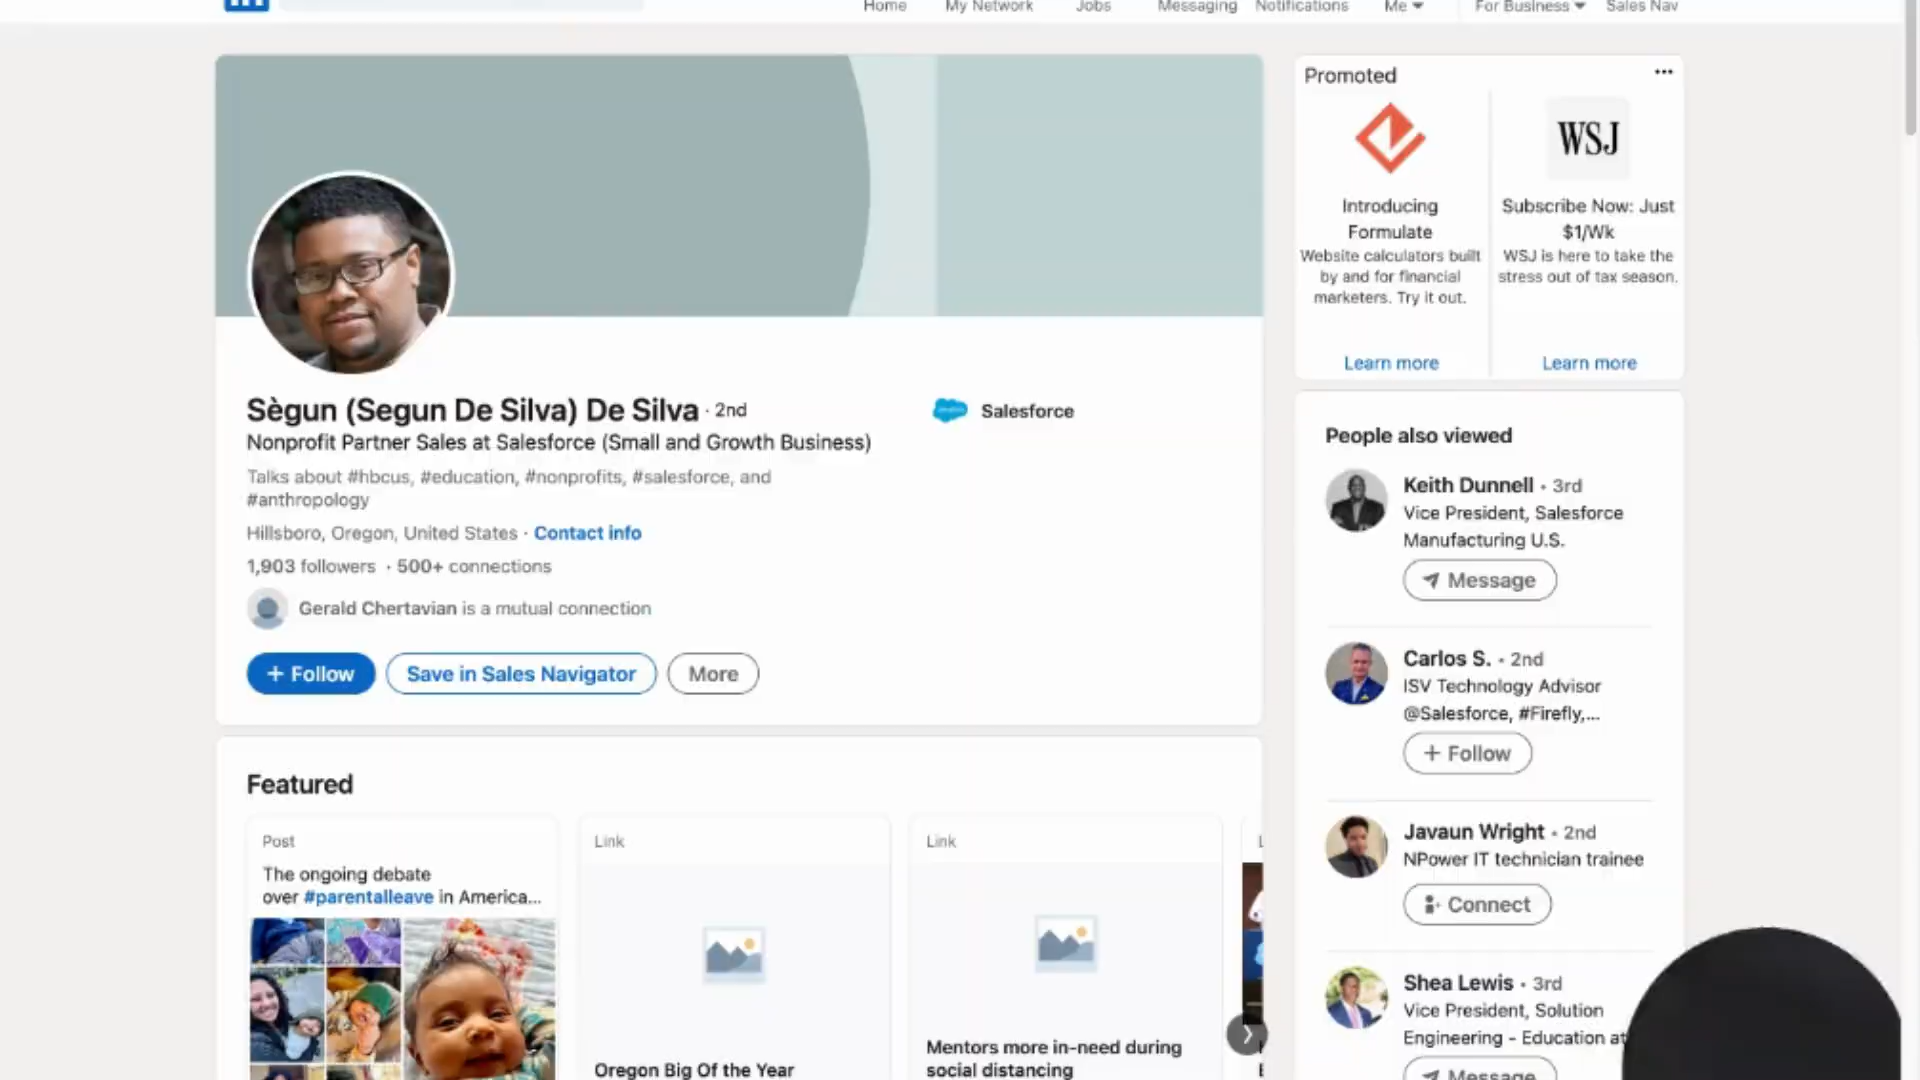 Home
My Network
Jobs
Messaging
Notifications
Me
For Business
Sales Nav
Sègun (Segun De Silva) De Silva · 2nd
Salesforce
Nonprofit Partner Sales at Salesforce (Small and Growth Business)
Talks about #hbcus, #education, #nonprofits, #salesforce, and
#anthropology
Hillsboro, Oregon, United States · Contact info
1,903 followers · 500+ connections
Gerald Chertavian is a mutual connection
+ Follow
Save in Sales Navigator
More
Featured
Post
The ongoing debate
over #parentalleave in America...
Link
Oregon Big Of the Year
Link
Mentors more in-need during
social distancing
Promoted
Introducing
Formulate
Website calculators built
by and for financial
marketers. Try it out.
Learn more
WSJ
Subscribe Now: Just
$1/Wk
WSJ is here to take the
stress out of tax season.
Learn more
People also viewed
Keith Dunnell · 3rd
Vice President, Salesforce
Manufacturing U.S.
Message
Carlos S. · 2nd
ISV Technology Advisor
@Salesforce, #Firefly,...
+ Follow
Javaun Wright · 2nd
NPower IT technician trainee
Connect
Shea Lewis · 3rd
Vice President, Solution
Engineering - Education at
Message